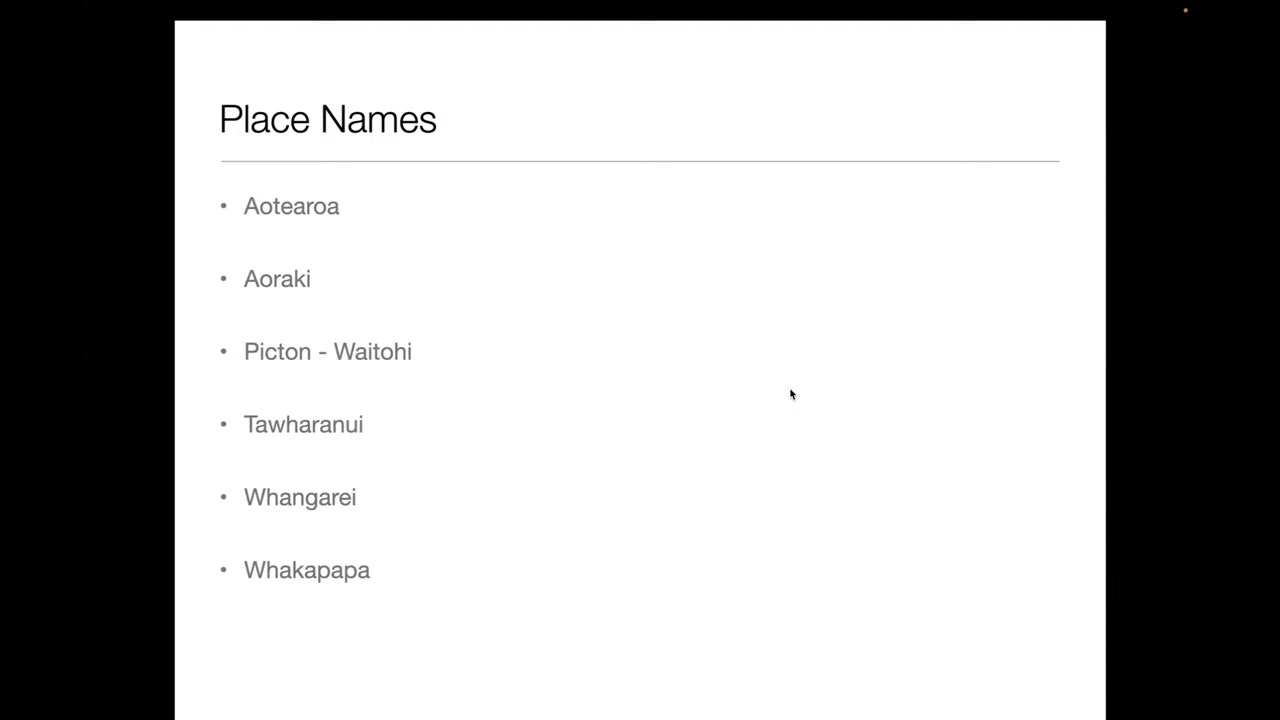 Place Names
• Aotearoa
• Aoraki
• Picton - Waitohi
• Tawharanui
• Whangarei
• Whakapapa